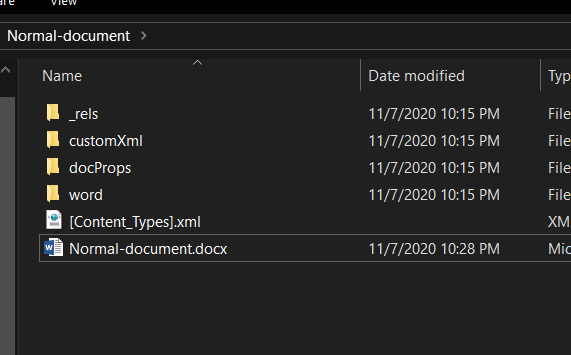 View
Normal-document
Name Date modified
_rels 11/7/2020 10:15 PM File
customXml 11/7/2020 10:15 PM File
docProps 11/7/2020 10:15 PM File
word 11/7/2020 10:15 PM File
[Content_Types].xml XM
Normal-document.docx 11/7/2020 10:28 PM Mic